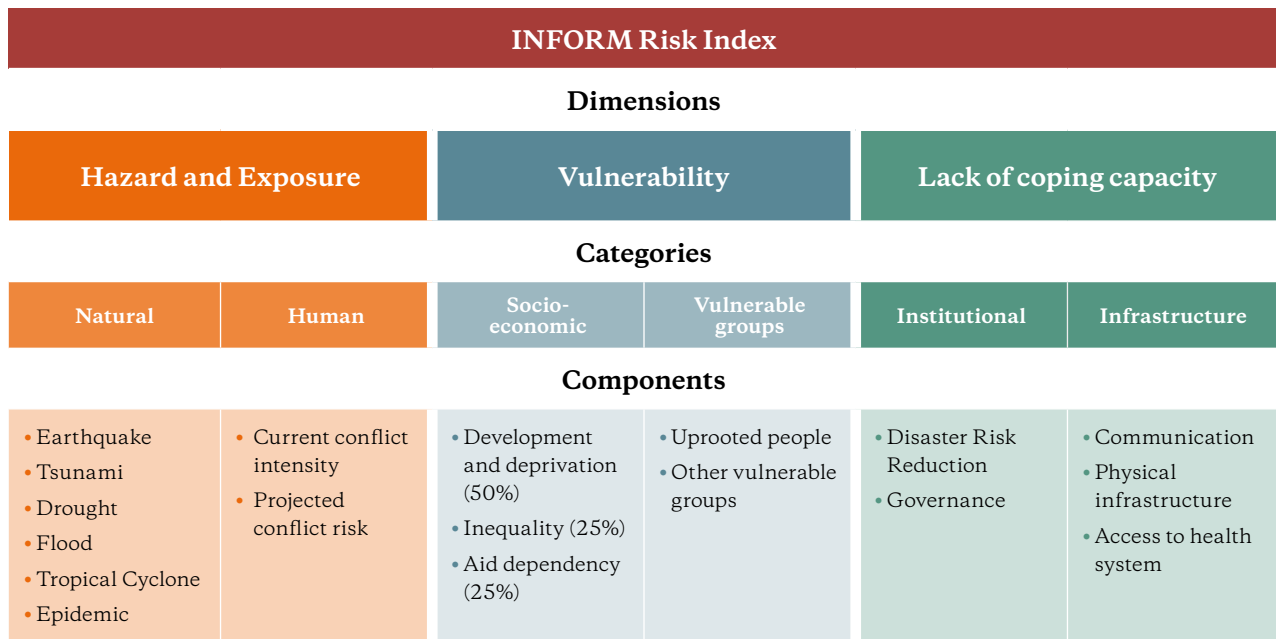 INFORM Risk Index
Dimensions
Hazard and Exposure
Vulnerability
Lack of coping capacity
Categories
Natural
Human
Socio-
economic
Vulnerable
groups
Institutional
Infrastructure
Components
• Earthquake
• Tsunami
• Drought
• Flood
• Tropical Cyclone
• Epidemic
• Current conflict
intensity
• Projected
conflict risk
• Development
and deprivation
(50%)
• Inequality (25%)
• Aid dependency
(25%)
• Uprooted people
• Other vulnerable
groups
• Disaster Risk
Reduction
• Governance
• Communication
• Physical
infrastructure
• Access to health
system